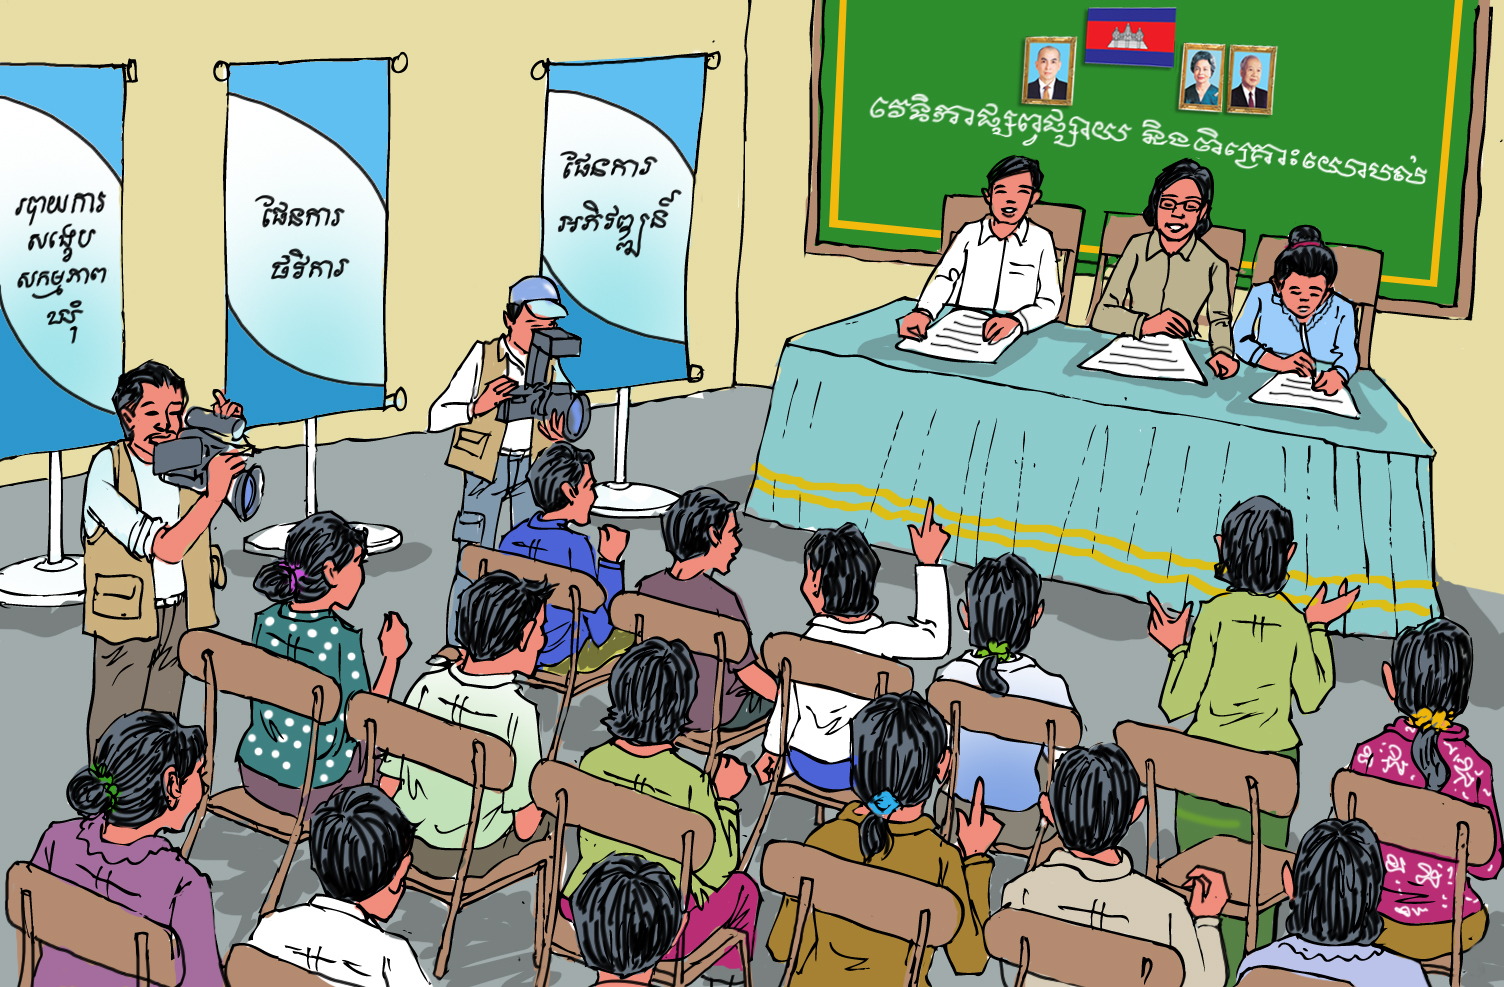 វេទិកាផ្សព្វផ្សាយ និងពិគ្រោះយោបល់
របាយការ
សង្ខេប
សកម្មភាព
ឃុំ
ផែនការ
ថវិការ
ផែនការ
អភិវឌ្ឍន៍